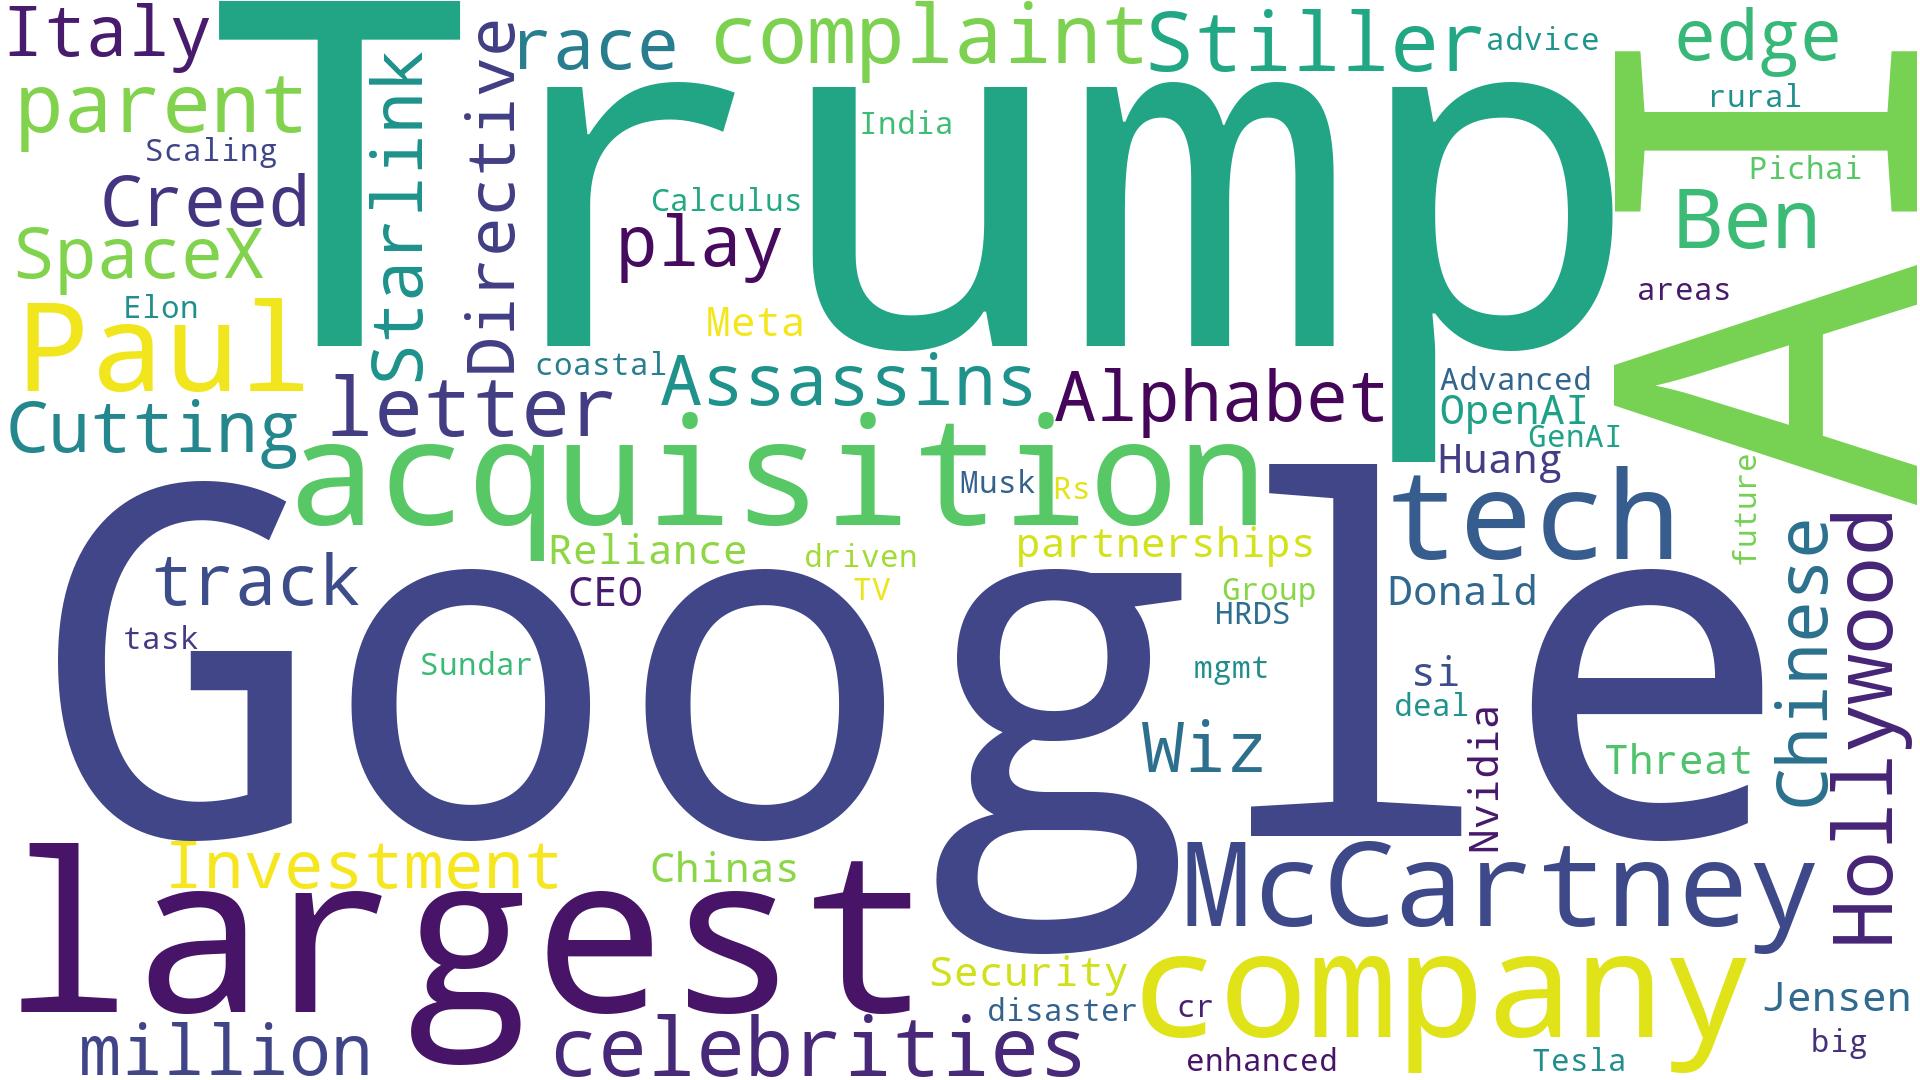 Italy
Trump
race
complaint
Stiller
advice
edge
parent
Starlink
Directive
India
rural
AI
Scaling
Creed
Calculus
play
Pichai
Ben
SpaceX
Elon
Paul
Meta
areas
Cutting
letter
coastal
Assassins
Alphabet
Advanced
OpenAI
GenAI
Huang
acquisition
Musk
Rs
tech
future
Google
track
Reliance
CEO
driven
TV
partnerships
Group
HRDS
Donald
Chinese
Hollywood
task
Sundar
mgmt
si
deal
Wiz
Nvidia
Threat
largest
Investment
Chinas
McCartney
Security
disaster
cr
company
Jensen
million
celebrities
enhanced
Tesla
big